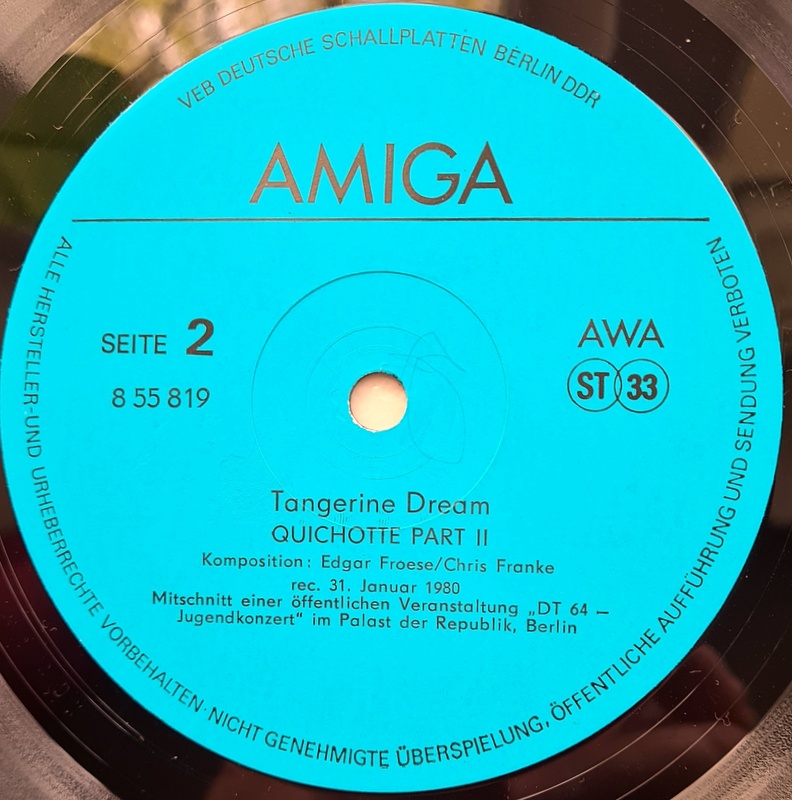 VEB DEUTSCHE SCHALLPLATTEN BERLIN DDR
AMIGA
SEITE 2
8 55 819
AWA
ST 33
Tangerine Dream
QUICHOTTE PART II
Komposition: Edgar Froese/Chris Franke
rec. 31. Januar 1980
Mitschnitt einer öffentlichen Veranstaltung „DT 64 —
Jugendkonzert“ im Palast der Republik, Berlin
ALLE HERSTELLER-UND URHEBERRECHTE VORBEHALTEN · NICHT GENEHMIGTE ÜBERSPIELUNG, ÖFFENTLICHE AUFFÜHRUNG UND SENDUNG VERBOTEN